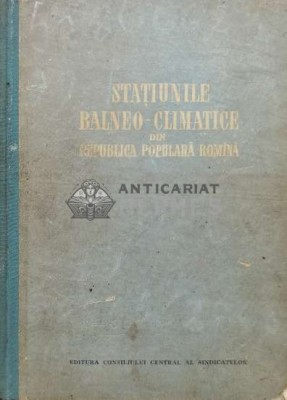 STAȚIUNILE
BALNEO-CLIMATICE
DIN
REPUBLICA POPULARĂ ROMÎNĂ
ANTICARIAT
EDITURA CONSILIULUI CENTRAL AL SINDICATELOR